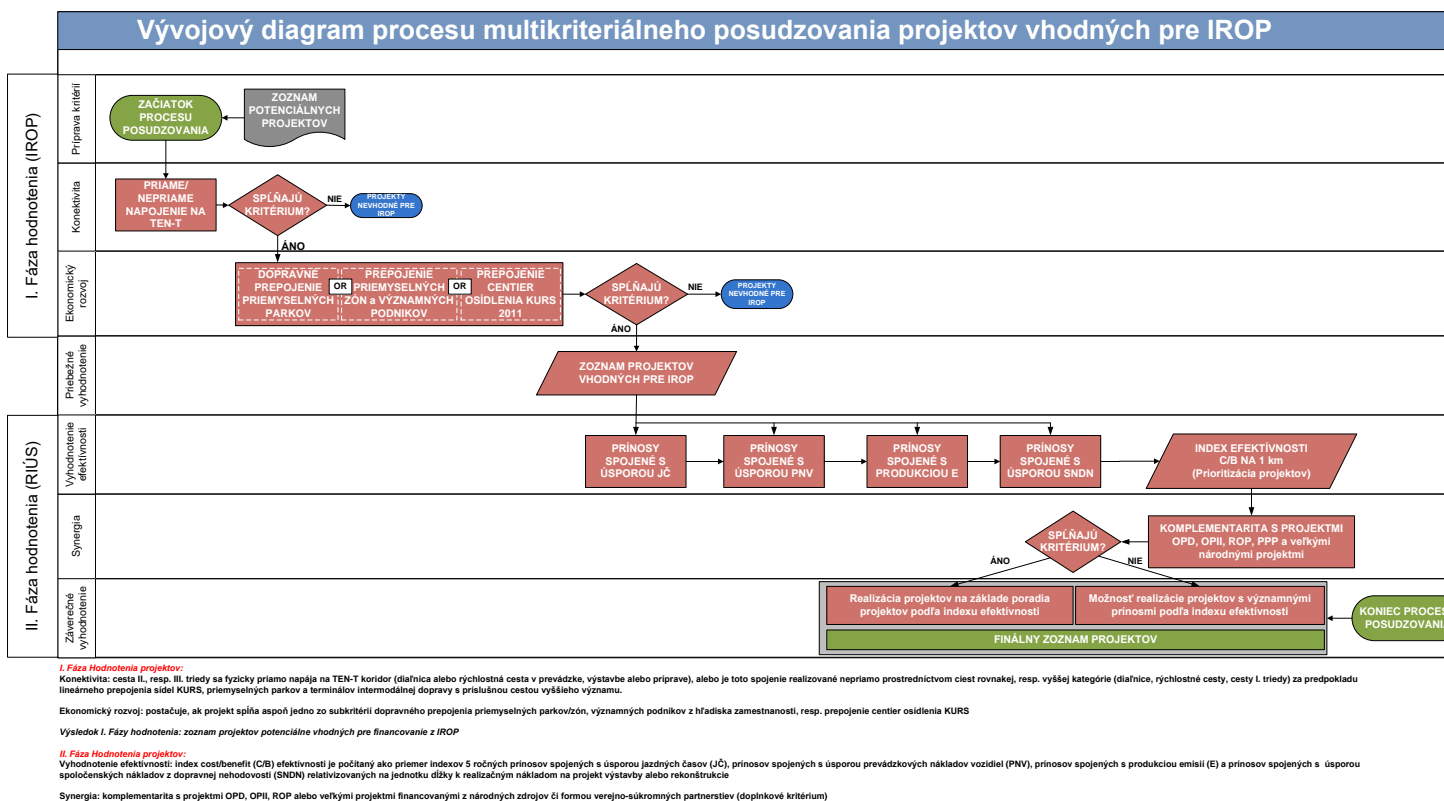 Vývojový diagram procesu multikriteriálneho posudzovania projektov vhodných pre IROP
I. Fáza hodnotenia (IROP)
Príprava kritérií
ZAČIATOK
PROCESU
POSUDZOVANIA
ZOZNAM
POTENCIÁLNYCH
PROJEKTOV
Konektivita
PRIAME/
NEPRIAME
NAPOJENIE NA
TEN-T
SPĹŇAJÚ
KRITÉRIUM?
NIE
PROJEKTY
NEVHODNÉ PRE
IROP
ÁNO
Ekonomický
rozvoj
DOPRAVNÉ
PREPOJENIE
PRIEMYSELNÝCH
PARKOV
OR
PREPOJENIE
PRIEMYSELNÝCH
ZÓN a VÝZNAMNÝCH
PODNIKOV
OR
PREPOJENIE
CENTIER
OSÍDLENIA KURS
2011
SPĹŇAJÚ
KRITÉRIUM?
NIE
PROJEKTY
NEVHODNÉ PRE
IROP
ÁNO
Priebežné
vyhodnotenie
ZOZNAM PROJEKTOV
VHODNÝCH PRE IROP
II. Fáza hodnotenia (RIÚS)
Vyhodnotenie
efektívnosti
PRÍNOSY
SPOJENÉ S
ÚSPOROU JČ
PRÍNOSY
SPOJENÉ S
ÚSPOROU PNV
PRÍNOSY
SPOJENÉ S
PRODUKCIOU E
PRÍNOSY
SPOJENÉ S
ÚSPOROU SNDN
INDEX EFEKTÍVNOSTI
C/B NA 1 km
(Prioritizácia projektov)
Synergia
SPĹŇAJÚ
KRITÉRIUM?
KOMPLEMENTARITA S PROJEKTMI
OPD, OPII, ROP, PPP a veľkými
národnými projektmi
ÁNO
NIE
Záverečné
vyhodnotenie
Realizácia projektov na základe poradia
projektov podľa indexu efektívnosti
Možnosť realizácie projektov s významnými
prínosmi podľa indexu efektívnosti
FINÁLNY ZOZNAM PROJEKTOV
KONIEC PROCES
POSUDZOVANIA
I. Fáza Hodnotenia projektov:
Konektivita: cesta II., resp. III. triedy sa fyzicky priamo napája na TEN-T koridor (diaľnica alebo rýchlostná cesta v prevádzke, výstavbe alebo príprave), alebo je toto spojenie realizované nepriamo prostredníctvom ciest rovnakej, resp. vyššej kategórie (diaľnice, rýchlostné cesty, cesty I. triedy) za predpokladu
lineárneho prepojenia sídel KURS, priemyselných parkov a terminálov intermodálnej dopravy s príslušnou cestou vyššieho významu.
Ekonomický rozvoj: postačuje, ak projekt spĺňa aspoň jedno zo subkritérií dopravného prepojenia priemyselných parkov/zón, významných podnikov z hľadiska zamestnanosti, resp. prepojenie centier osídlenia KURS
Výsledok I. Fázy hodnotenia: zoznam projektov potenciálne vhodných pre financovanie z IROP
II. Fáza Hodnotenia projektov:
Vyhodnotenie efektívnosti: index cost/benefit (C/B) efektívnosti je počítaný ako priemer indexov 5 ročných prínosov spojených s úsporou jazdných časov (JČ), prínosov spojených s úsporou prevádzkových nákladov vozidiel (PNV), prínosov spojených s produkciou emisií (E) a prínosov spojených s úsporou
spoločenských nákladov z dopravnej nehodovosti (SNDN) relativizovaných na jednotku dĺžky k realizačným nákladom na projekt výstavby alebo rekonštrukcie
Synergia: komplementarita s projektmi OPD, OPII, ROP alebo veľkými projektmi financovanými z národných zdrojov či formou verejno-súkromných partnerstiev (doplnkové kritérium)